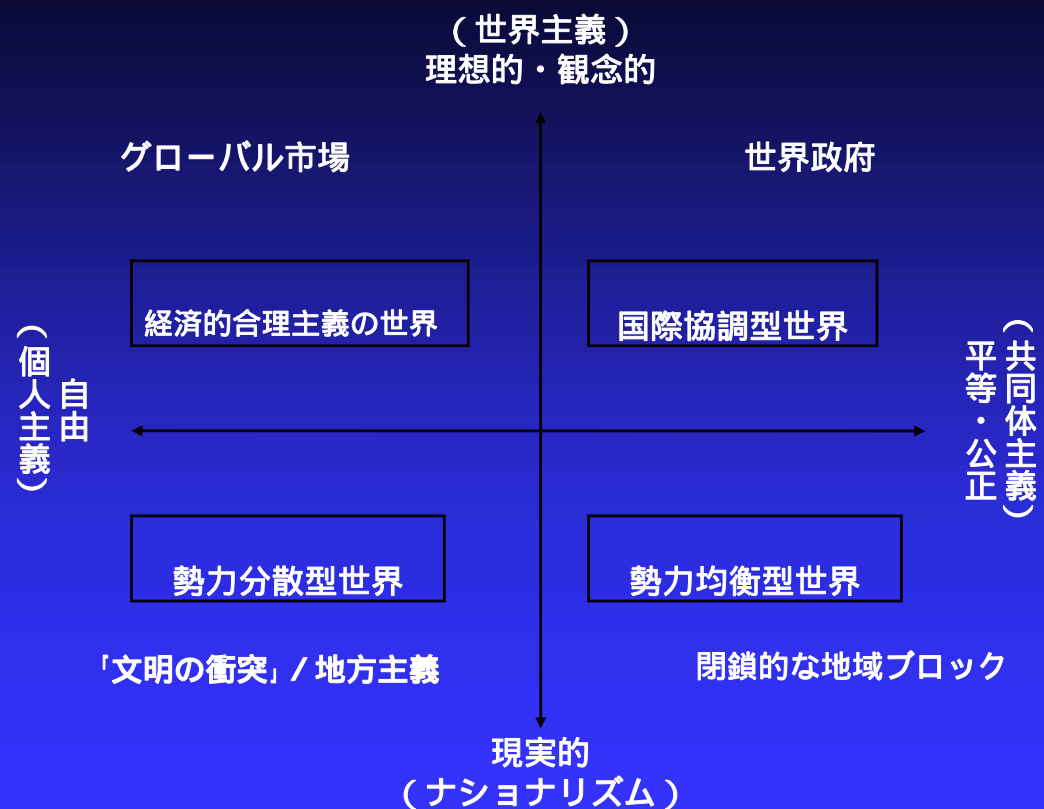 （世界主義）
理想的・観念的
グローバル市場
世界政府
経済的合理主義の世界
国際協調型世界
（個人主義）
自由
（共同体主義）
平等・公正
勢力分散型世界
勢力均衡型世界
「文明の衝突」/地方主義
閉鎖的な地域ブロック
現実的
（ナショナリズム）